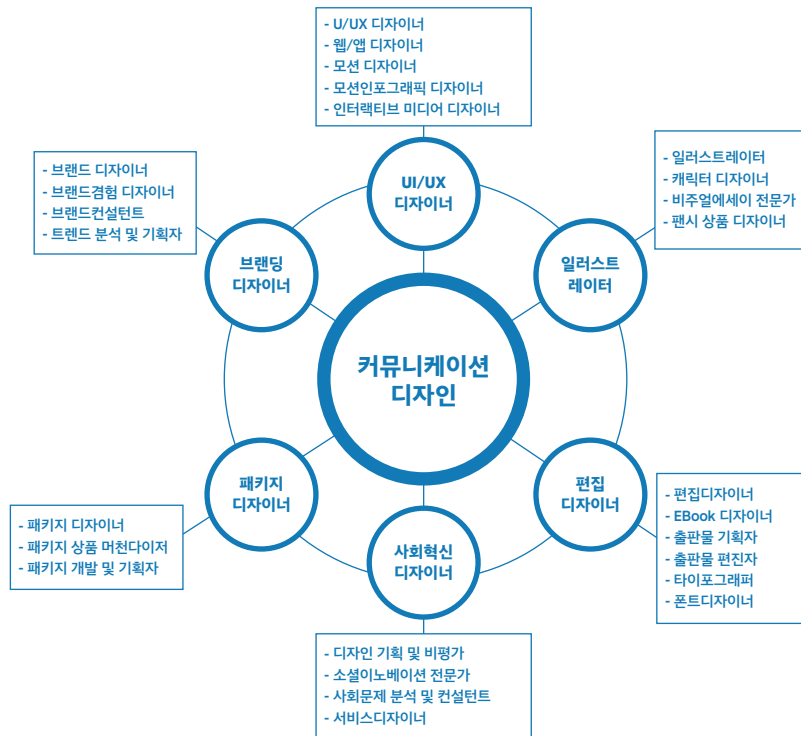 - U/UX 디자이너
- 웹/앱 디자이너
- 모션 디자이너
- 모션인포그래픽 디자이너
- 인터랙티브 미디어 디자이너
UI/UX
디자이너
- 브랜드 디자이너
- 브랜드겸험 디자이너
- 브랜드컨설턴트
- 트렌드 분석 및 기획자
브랜딩
디자이너
- 일러스트레이터
- 캐릭터 디자이너
- 비주얼에세이 전문가
- 팬시 상품 디자이너
일러스트
레이터
커뮤니케이션
디자인
패키지
디자이너
- 패키지 디자이너
- 패키지 상품 머천다이저
- 패키지 개발 및 기획자
편집
디자이너
- 편집디자이너
- EBook 디자이너
- 출판물 기획자
- 출판물 편진자
- 타이포그래퍼
- 폰트디자이너
사회혁신
디자이너
- 디자인 기획 및 비평가
- 소셜이노베이션 전문가
- 사회문제 분석 및 컨설턴트
- 서비스디자이너